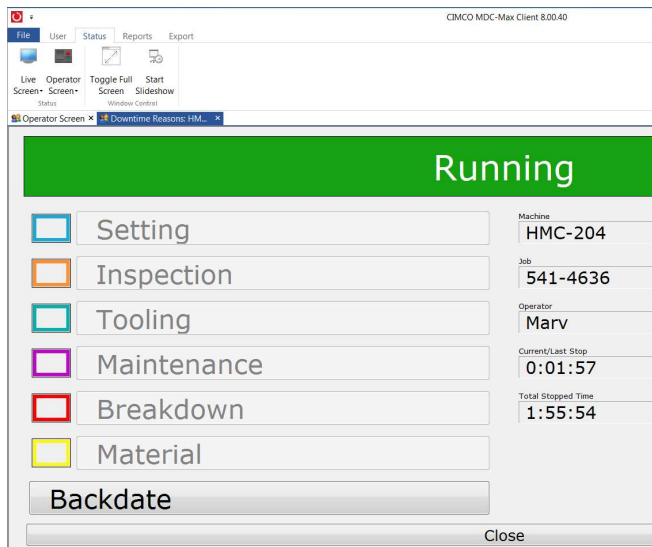 CIMCO MDC-Max Client 8.00.40
File User Status Reports Export
Live Screen Operator Screen Toggle Full Screen Start Slideshow
Status Window Control
Operator Screen Downtime Reasons: HM...
Running
Setting
Inspection
Tooling
Maintenance
Breakdown
Material
Backdate
Machine
HMC-204
Job
541-4636
Operator
Marv
Current/Last Stop
0:01:57
Total Stopped Time
1:55:54
Close